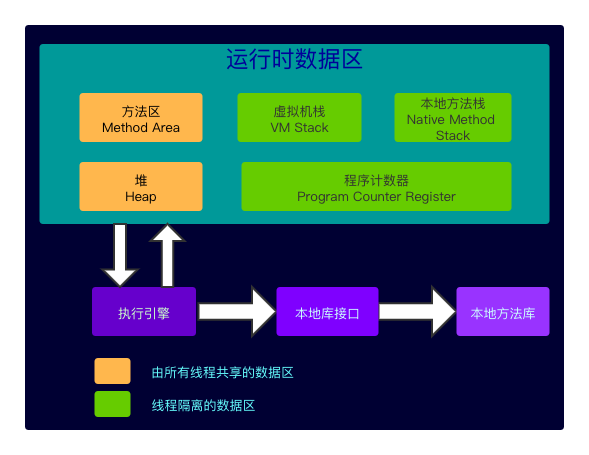 运行时数据区
方法区
Method Area
虚拟机栈
VM Stack
本地方法栈
Native Method
Stack
堆
Heap
程序计数器
Program Counter Register
执行引擎
本地库接口
本地方法库
由所有线程共享的数据区
线程隔离的数据区